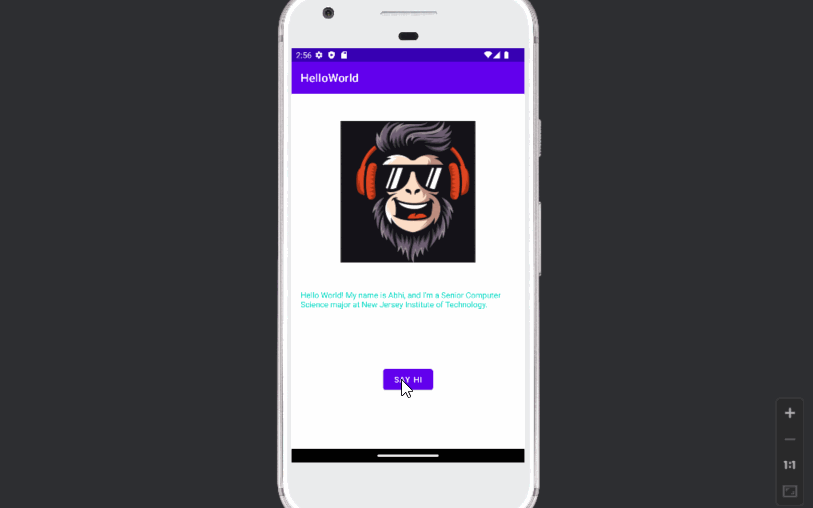 2:56
HelloWorld
Hello World! My name is Abhi, and I'm a Senior Computer
Science major at New Jersey Institute of Technology.
SAY HI
1:1